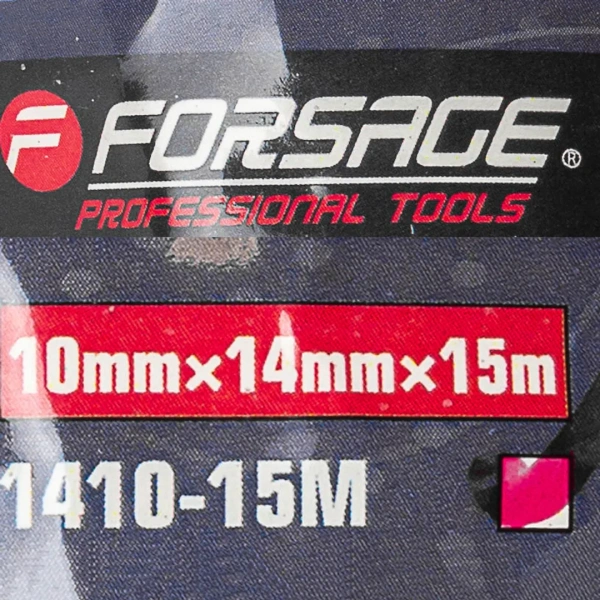 F FORSAGE®
PROFESSIONAL TOOLS
10mm×14mm×15m
1410-15M